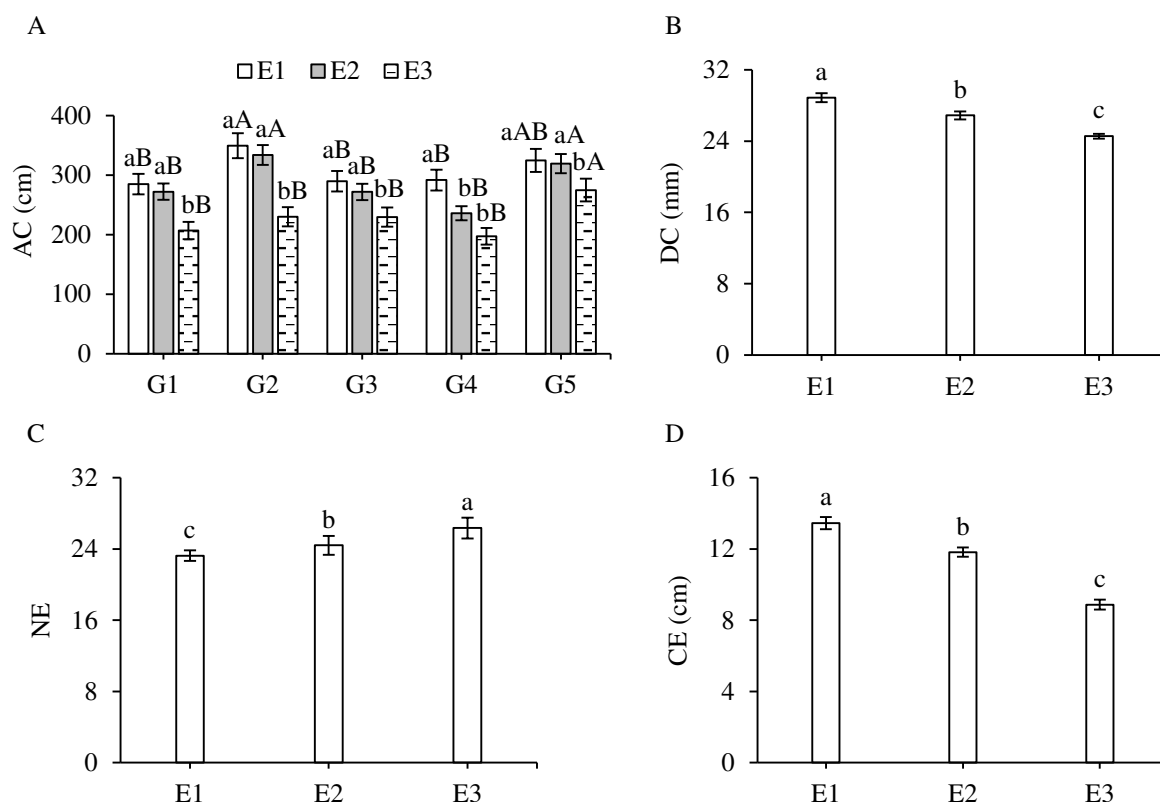 A
E1 E2 E3
AC (cm)
400
300
200
100
0
aB aB bB
aA aA bB
aB aB bB
aB bB bB
aAB aA bA
G1 G2 G3 G4 G5
B
DC (mm)
32
24
16
8
0
a b c
E1 E2 E3
C
NE
32
24
16
8
0
c b a
E1 E2 E3
D
CE (cm)
16
12
8
4
0
a b c
E1 E2 E3